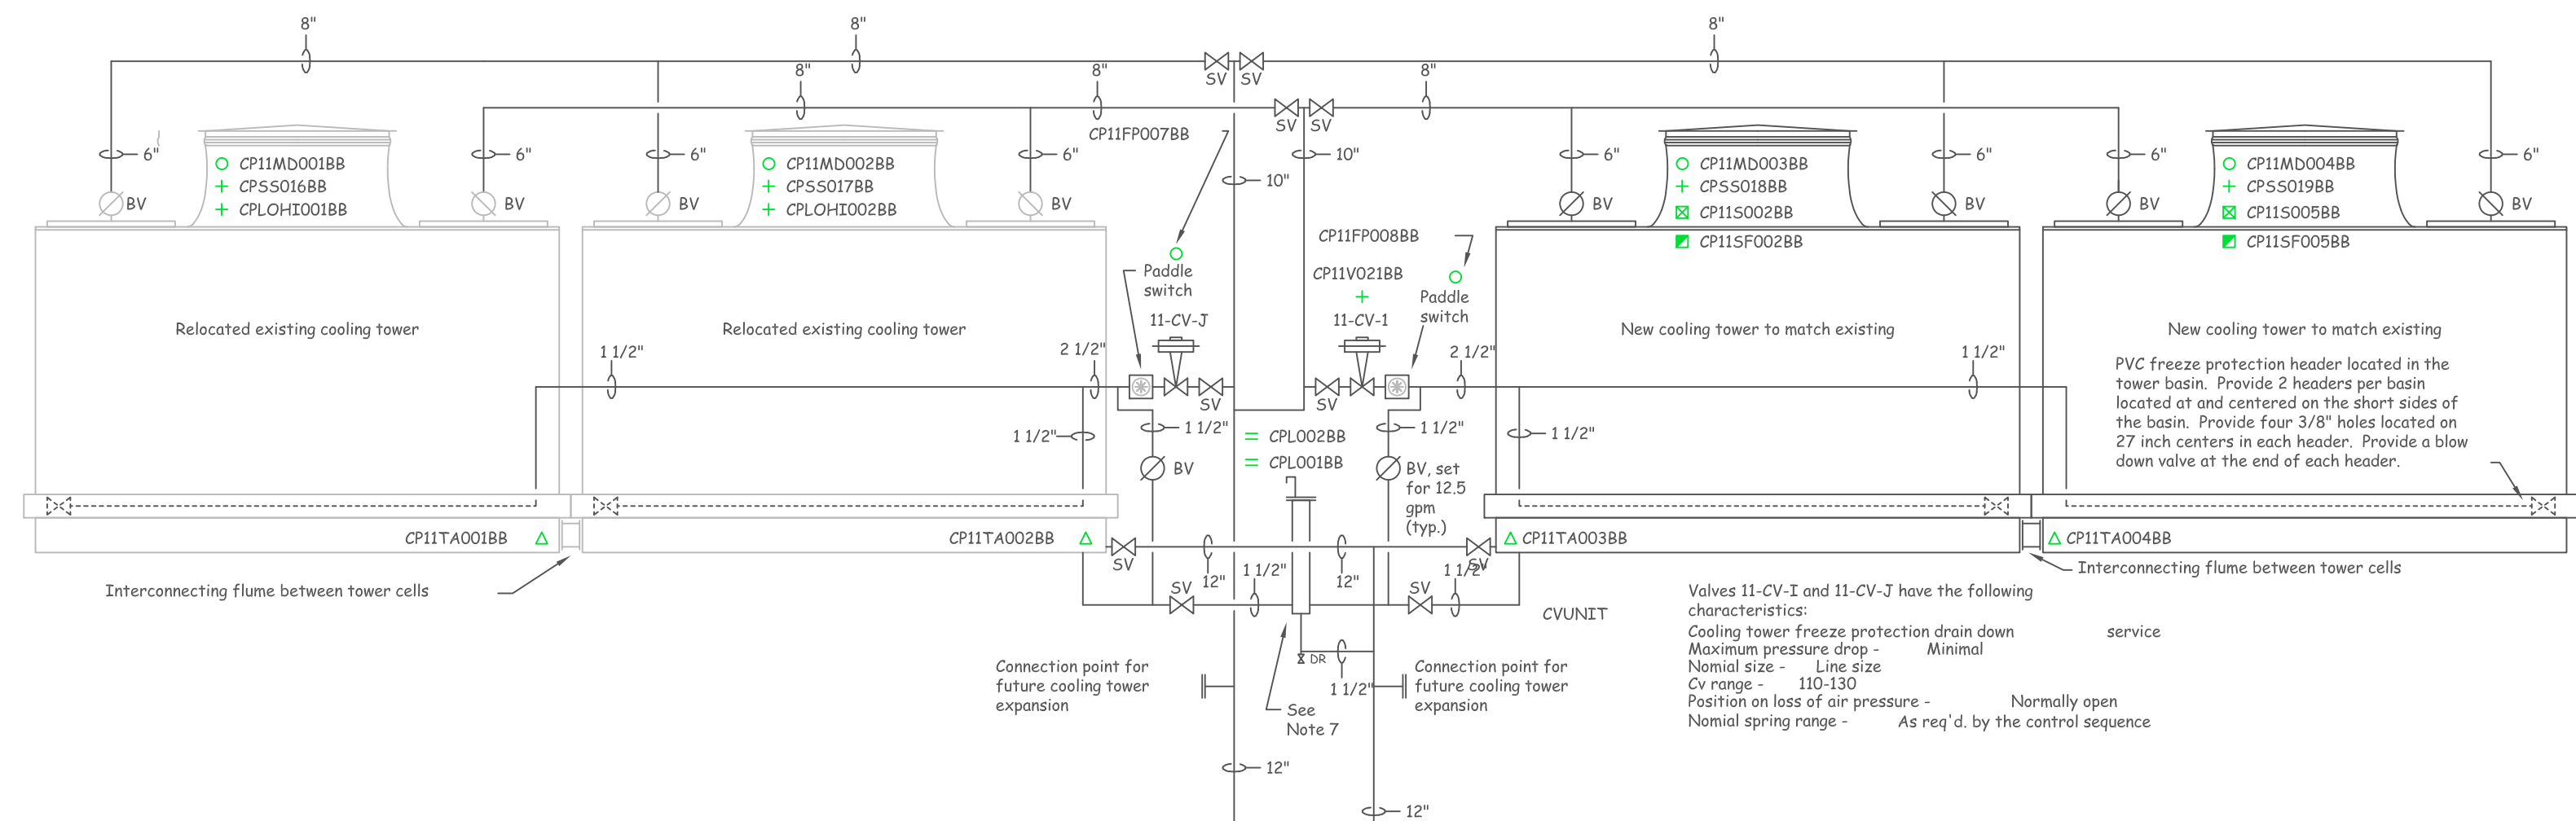 8"
8"
8"
SV
SV
8"
8"
8"
SV
SV
CP11FP007BB
6"
6"
6"
6"
10"
10"
6"
6"
6"
6"
CP11MD001BB
CPSS016BB
CPLOHI001BB
CP11MD002BB
CPSS017BB
CPLOHI002BB
CP11MD003BB
CPSS018BB
CP11S002BB
CP11SF002BB
CP11MD004BB
CPSS019BB
CP11S005BB
CP11SF005BB
BV
BV
BV
BV
BV
BV
BV
BV
Paddle
switch
CP11FP008BB
CP11V021BB
Paddle
switch
11-CV-J
11-CV-1
Relocated existing cooling tower
Relocated existing cooling tower
New cooling tower to match existing
New cooling tower to match existing
1 1/2"
2 1/2"
2 1/2"
1 1/2"
SV
SV
PVC freeze protection header located in the
tower basin. Provide 2 headers per basin
located at and centered on the short sides of
the basin. Provide four 3/8" holes located on
27 inch centers in each header. Provide a blow
down valve at the end of each header.
1 1/2"
1 1/2"
1 1/2"
1 1/2"
CPL002BB
CPL001BB
BV
BV, set
for 12.5
gpm
(typ.)
CP11TA001BB
CP11TA002BB
CP11TA003BB
CP11TA004BB
SV
SV
12"
12"
Interconnecting flume between tower cells
Interconnecting flume between tower cells
SV
1 1/2"
1 1/2"
CVUNIT
DR
1 1/2"
Connection point for
future cooling tower
expansion
Connection point for
future cooling tower
expansion
See
Note 7
12"
12"
Valves 11-CV-I and 11-CV-J have the following
characteristics:
Cooling tower freeze protection drain down service
Maximum pressure drop - Minimal
Nomial size - Line size
Cv range - 110-130
Position on loss of air pressure - Normally open
Nomial spring range - As req'd. by the control sequence